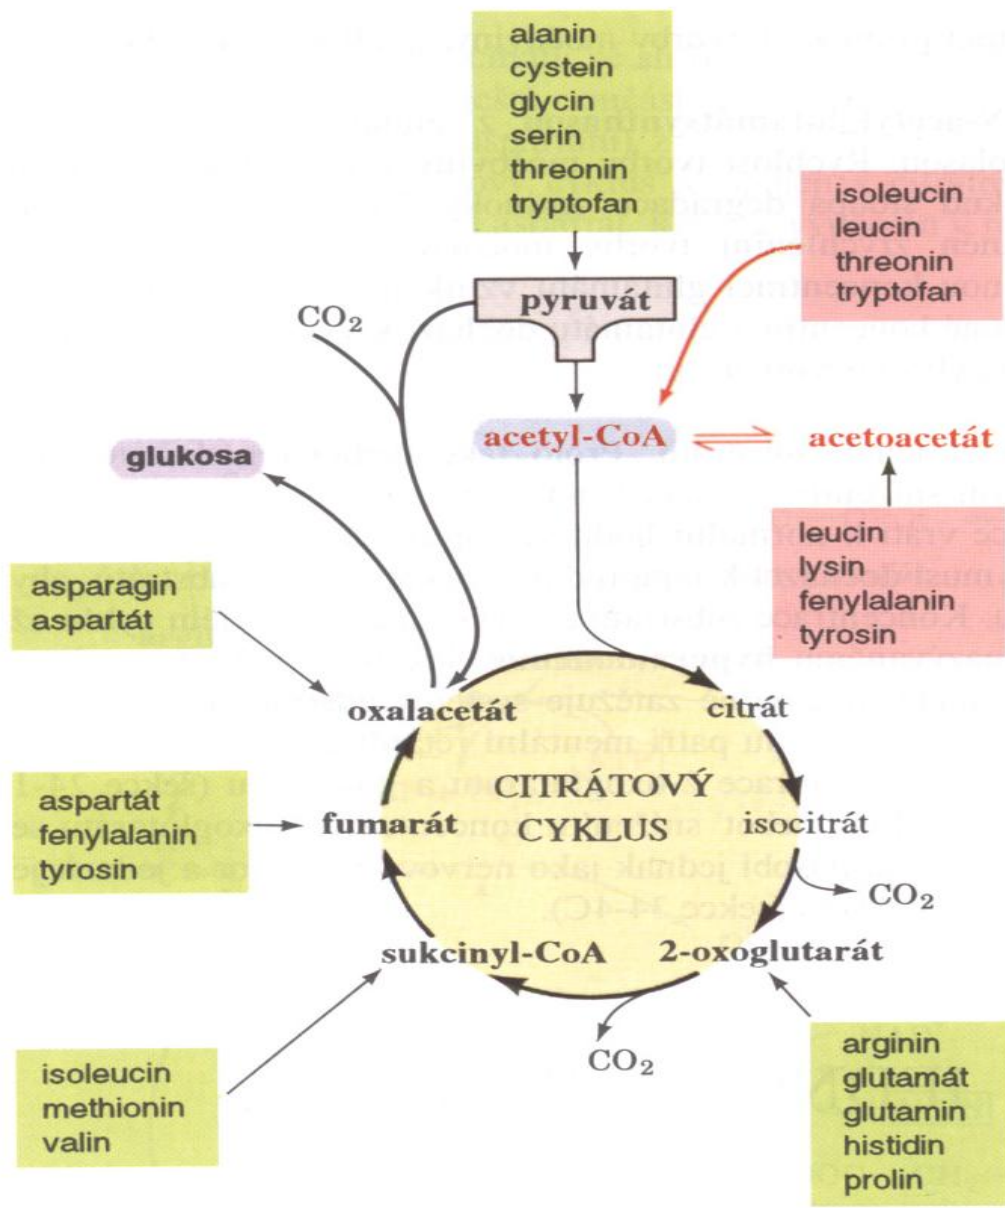 alanin
cystein
glycin
serin
threonin
tryptofan
isoleucin
leucin
threonin
tryptofan
pyruvát
CO2
acetyl-CoA
acetoacetát
glukosa
leucin
lysin
fenylalanin
tyrosin
asparagin
aspartát
oxalacetát
citrát
CITRÁTOVÝ
CYKLUS
aspartát
fenylalanin
tyrosin
fumarát
isocitrát
CO2
sukcinyl-CoA
2-oxoglutarát
CO2
isoleucin
methionin
valin
arginin
glutamát
glutamin
histidin
prolin